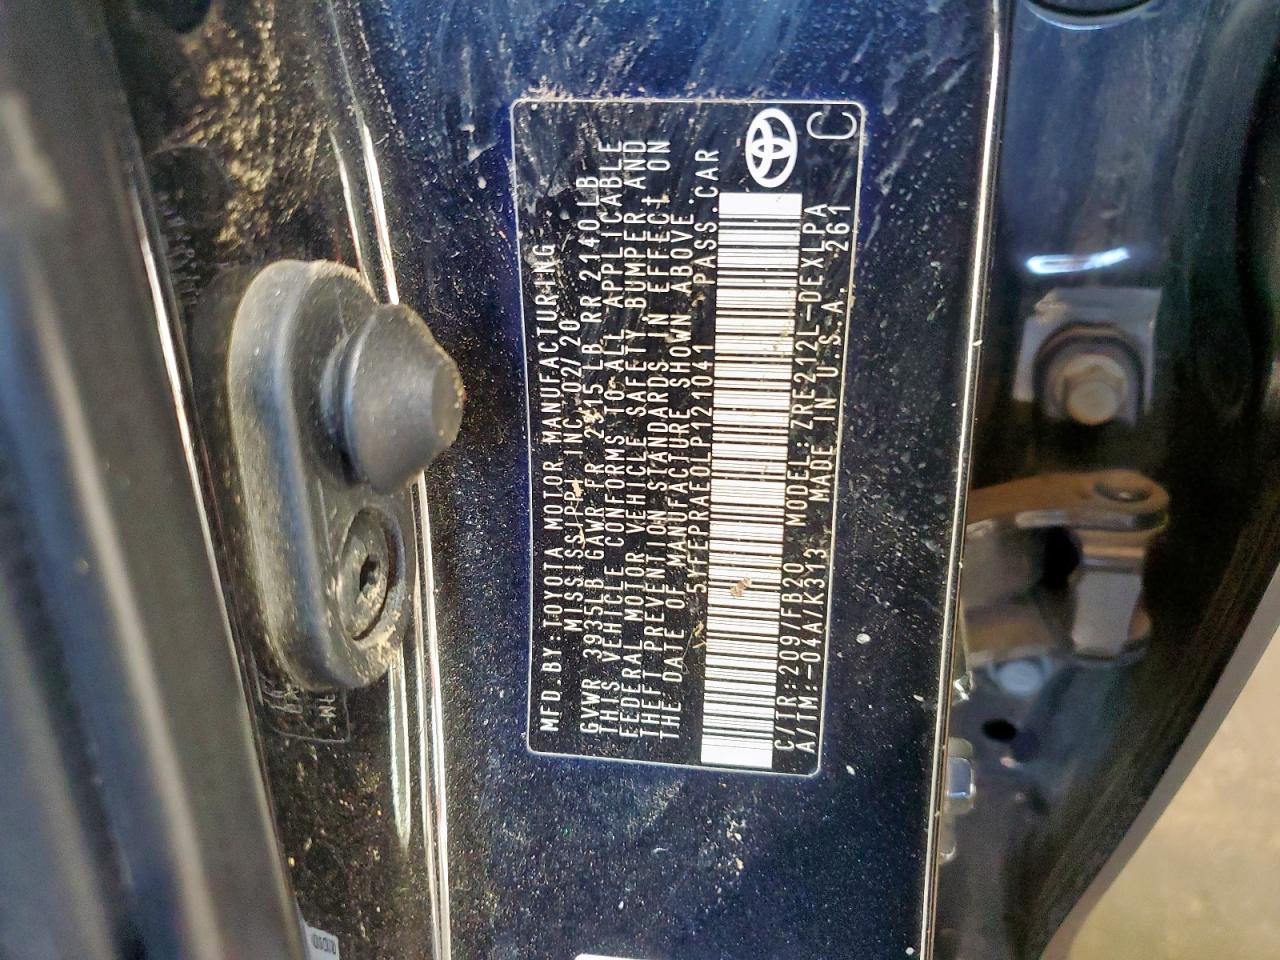 MFD.BY:TOYOTA MOTOR MANUFACTURING
MISSISSIPPI INC. 02/20
GVWR 3935LB GAWR FR 2115 LB RR 2140 LB
THIS VEHICLE CONFORMS TO ALL APPLICABLE
FEDERAL MOTOR VEHICLE SAFETY BUMPER AND
THEFT PREVENTION STANDARDS IN EFFECT ON
THE DATE OF MANUFACTURE SHOWN ABOVE.
5YFEPRAE0LP121041 PASS.CAR
C/TR:209/FB20 MODEL:ZRE212L-DEXLPA
A/TM:-04A/K313 MADE IN U.S.A. 261
C